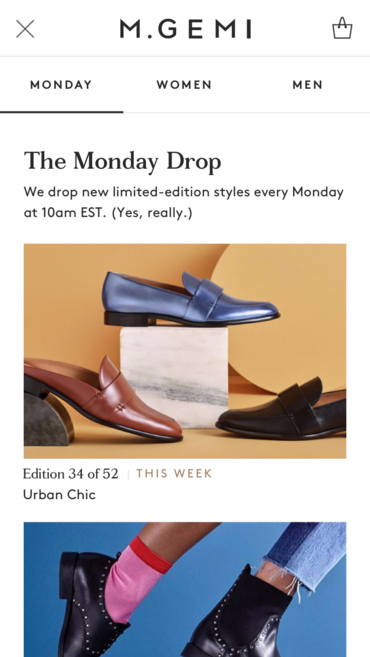 M.GEMI
MONDAY WOMEN MEN
The Monday Drop
We drop new limited-edition styles every Monday
at 10am EST. (Yes, really.)
Edition 34 of 52 | THIS WEEK
Urban Chic